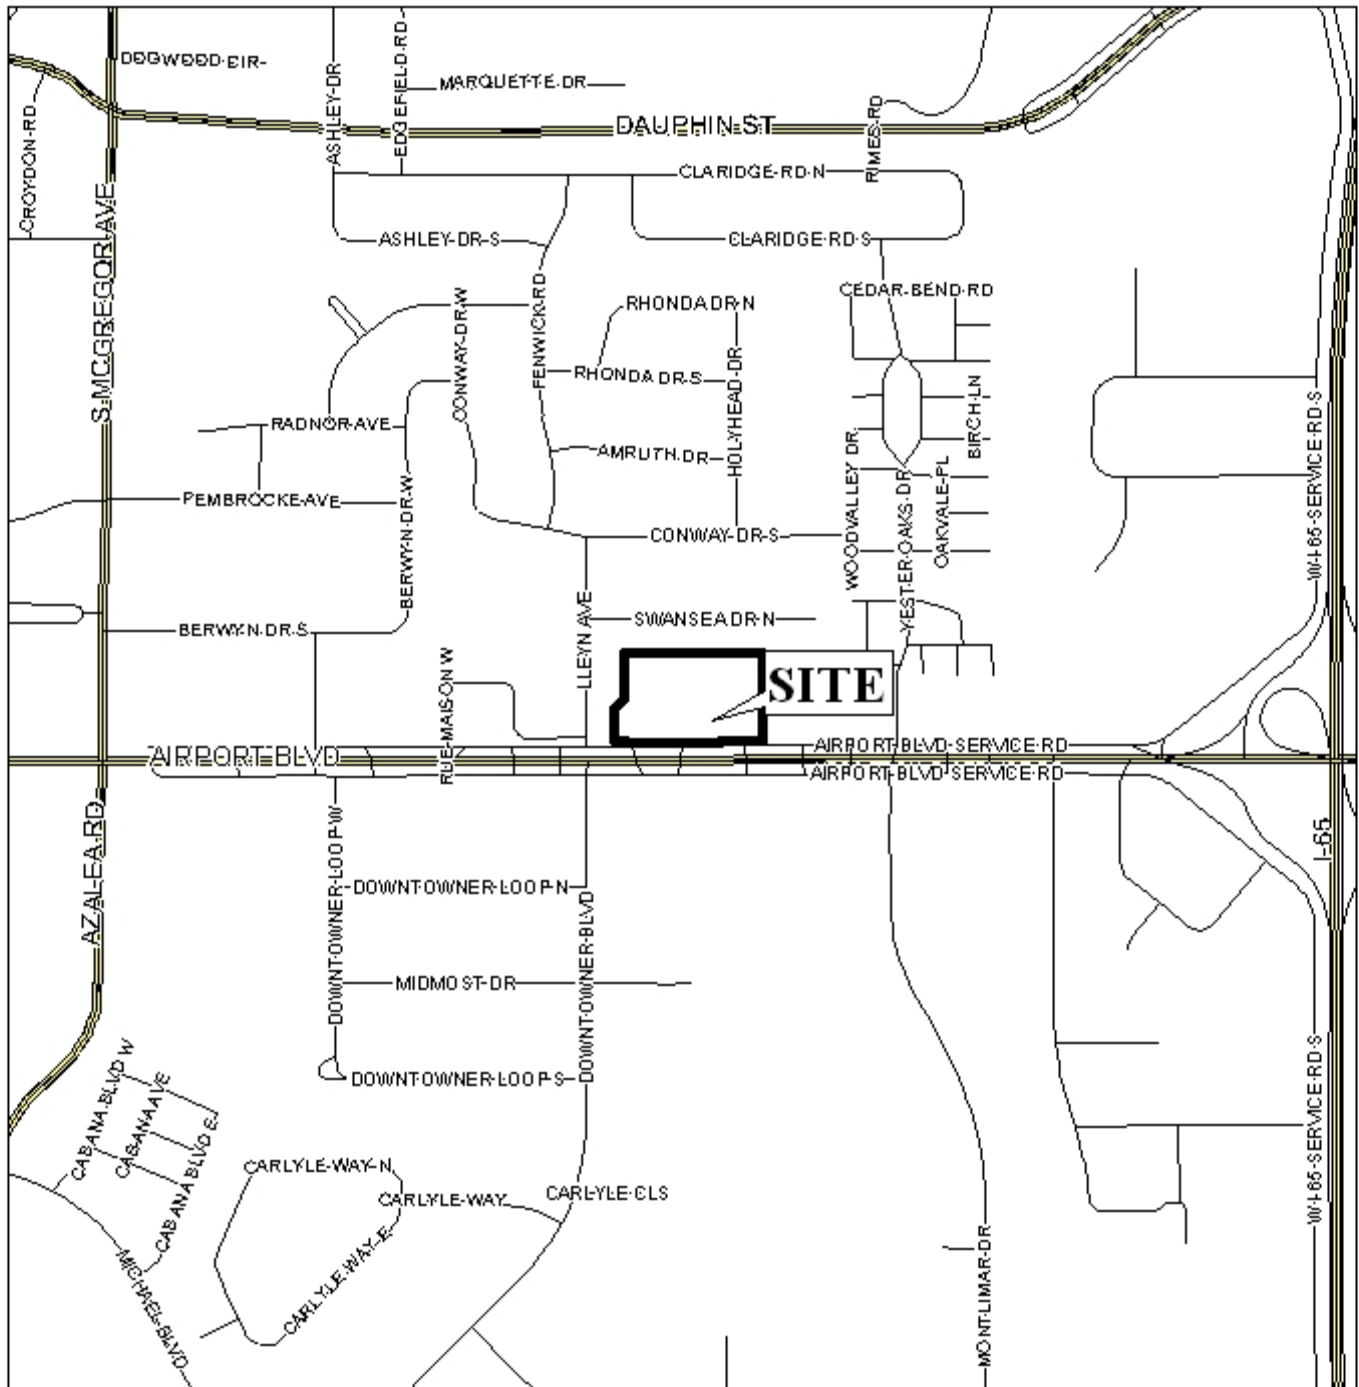 DOGWOOD CIR
MARQUETTE DR
ASHLEY DR
EDGEFIELD RD
CROYDON RD
DAUPHIN ST
RIMES RD
CLARIDGE RD N
S MCGREGOR AVE
ASHLEY DR S
CLARIDGE RD S
CEDAR BEND RD
CONWAY DR W
FENWICK RD
RHONDA DR N
RHONDA DR S
HOLYHEAD DR
BIRCH LN
RADNOR AVE
AMRUTH DR
WOODVALLEY DR
YESTER OAKS DR
OAKVALE PL
W I-65 SERVICE RD S
PEMBROCKE AVE
BERWYN DR W
CONWAY DR S
LLEYN AVE
SWANSEA DR N
BERWYN DR S
RUE MAISON W
SITE
AIRPORT BLVD
AIRPORT BLVD SERVICE RD
AIRPORT BLVD SERVICE RD
AZALEA RD
I-65
DOWNTOWNER LOOP W
DOWNTOWNER LOOP N
DOWNTOWNER BLVD
MIDMOST DR
DOWNTOWNER LOOP S
CABANA BLVD W
CABANA AVE
CABANA BLVD E
W I-65 SERVICE RD S
CARLYLE WAY N
CARLYLE WAY
CARLYLE CLS
CARLYLE WAY E
MICHAEL BLVD
MONTLIMAR DR